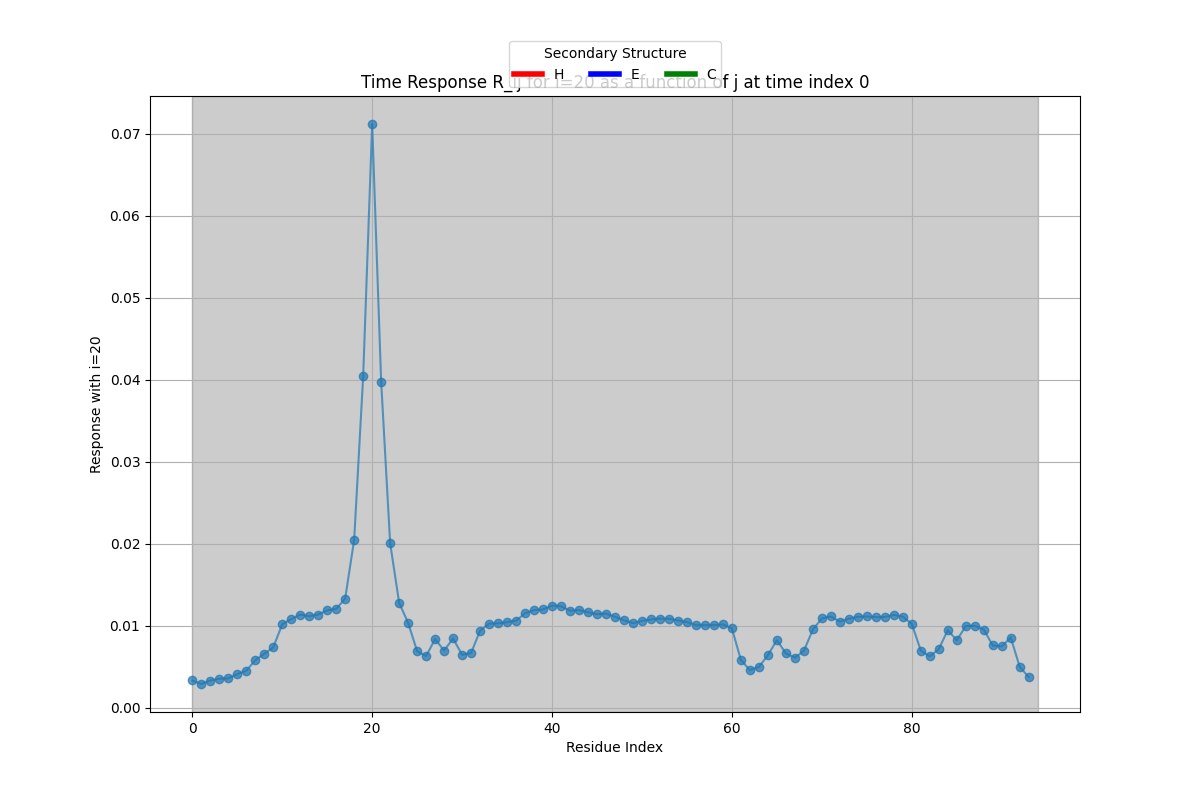 Secondary Structure
H E C
Time Response R_ij for i=20 as a function of j at time index 0
Response with i=20
0.07
0.06
0.05
0.04
0.03
0.02
0.01
0.00
0 20 40 60 80
Residue Index